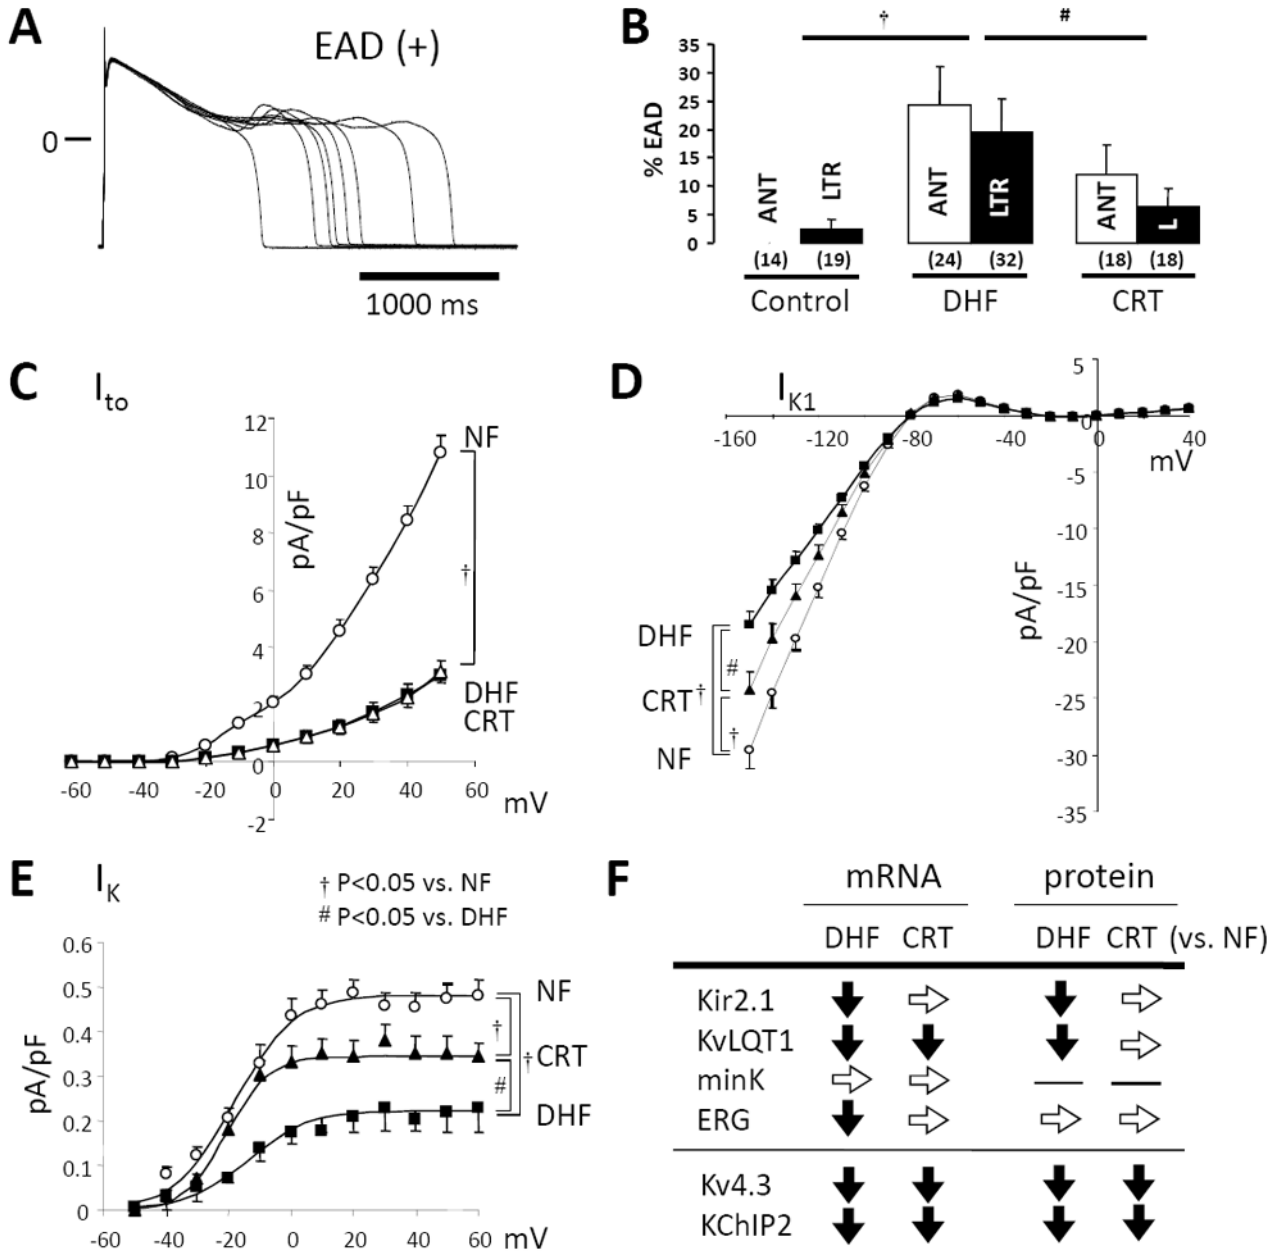 A
EAD (+)
0
1000 ms
B
†
#
% EAD
35
30
25
20
15
10
5
0
ANT
LTR
ANT
LTR
ANT
L
(14)
(19)
(24)
(32)
(18)
(18)
Control
DHF
CRT
C
Ito
pA/pF
12
10
8
6
4
2
0
-2
-60
-40
-20
0
20
40
60
mV
NF
†
DHF
CRT
D
IK1
5
0
-5
-10
-15
-20
-25
-30
-35
-160
-120
-80
-40
0
40
mV
pA/pF
DHF
#
CRT
†
†
NF
E
IK
† P<0.05 vs. NF
# P<0.05 vs. DHF
pA/pF
0.6
0.5
0.4
0.3
0.2
0.1
0
-60
-40
-20
0
20
40
60
mV
NF
†
†
CRT
#
DHF
F
mRNA protein
DHF CRT DHF CRT (vs. NF)
Kir2.1
KvLQT1
minK
ERG
Kv4.3
KChIP2